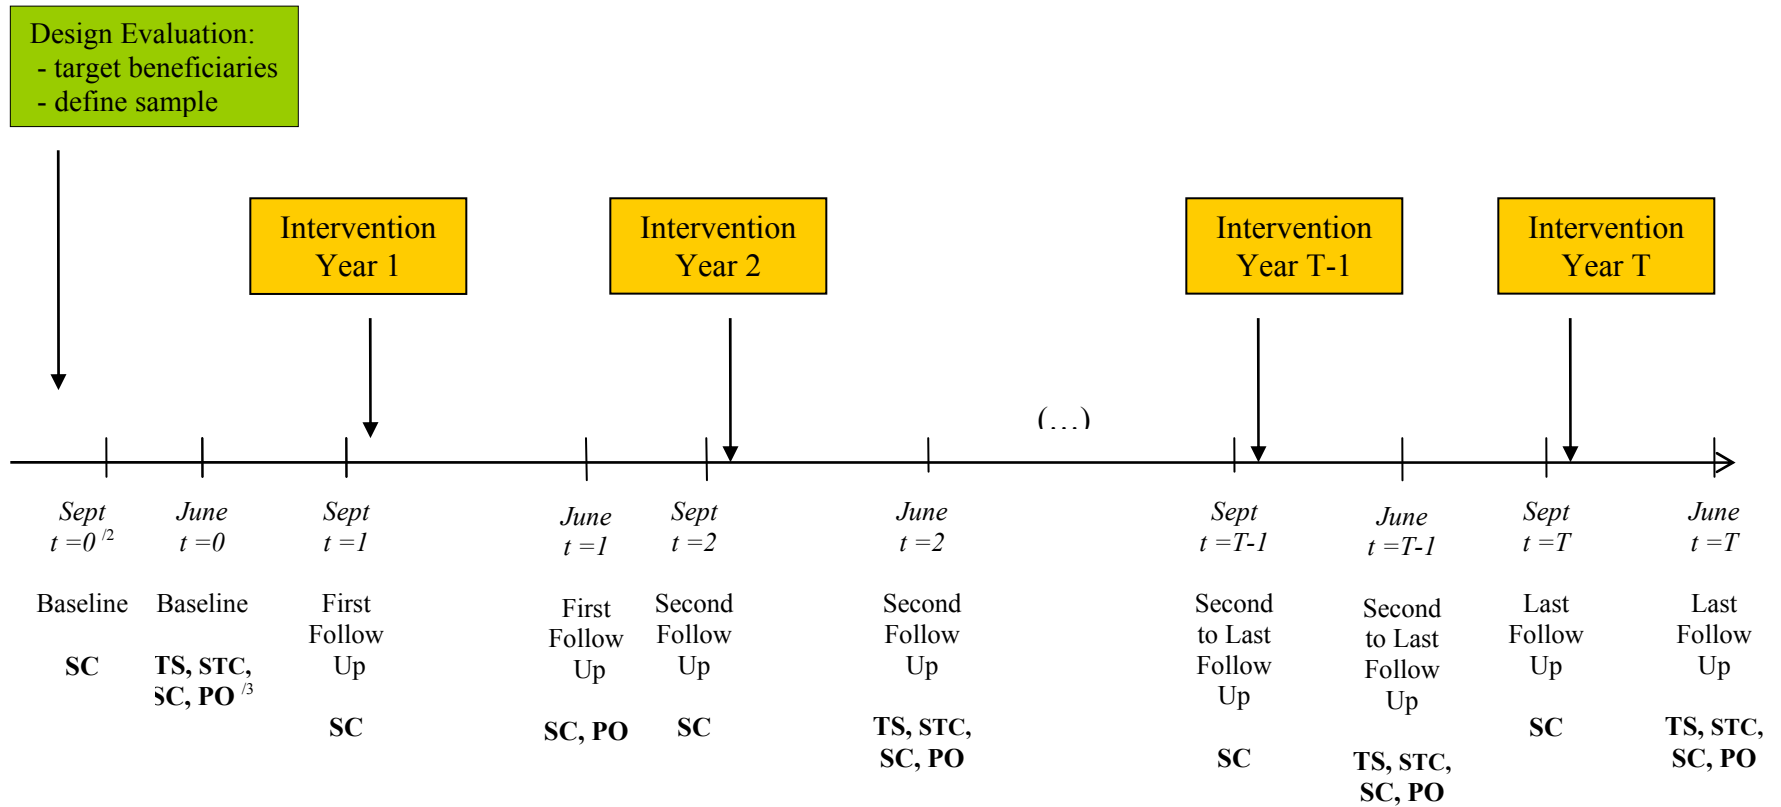 Design Evaluation:
- target beneficiaries
- define sample
Intervention
Year 1
Intervention
Year 2
Intervention
Year T-1
Intervention
Year T
(…)
Sept
t =0 /2
Baseline
SC
June
t =0
Baseline
TS, STC,
SC, PO /3
Sept
t =1
First
Follow
Up
SC
June
t =1
First
Follow
Up
SC, PO
Sept
t =2
Second
Follow
Up
SC
June
t =2
Second
Follow
Up
TS, STC,
SC, PO
Sept
t =T-1
Second
to Last
Follow
Up
SC
June
t =T-1
Second
to Last
Follow
Up
TS, STC,
SC, PO
Sept
t =T
Last
Follow
Up
SC
June
t =T
Last
Follow
Up
TS, STC,
SC, PO